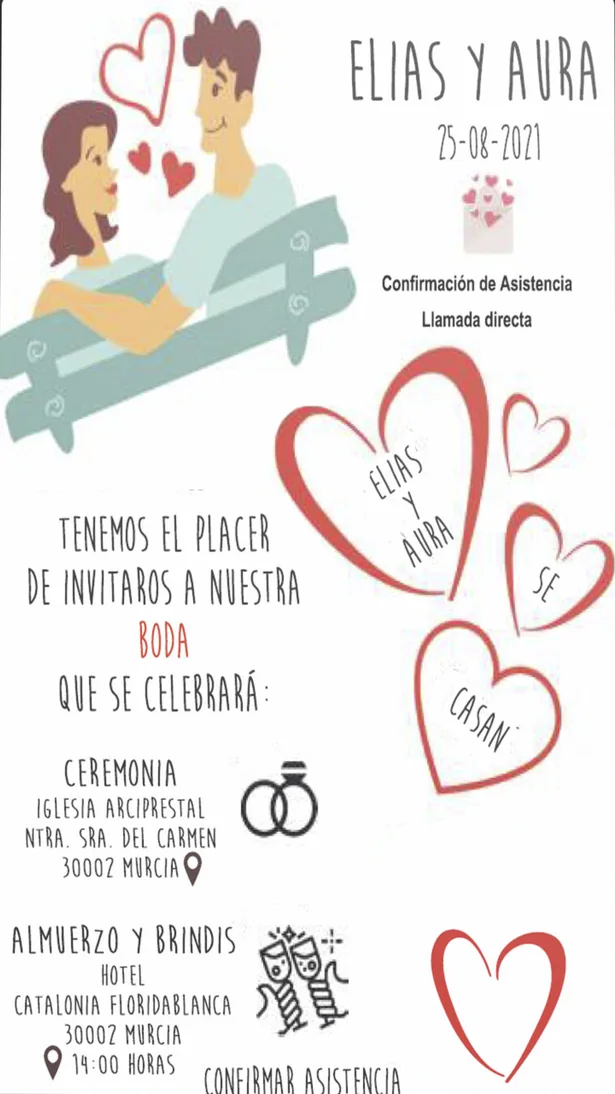 ELIAS Y AURA
25-08-2021
Confirmación de Asistencia
Llamada directa
ELIAS
Y
AURA
SE
CASAN
TENEMOS EL PLACER
DE INVITAROS A NUESTRA
BODA
QUE SE CELEBRARÁ:
CEREMONIA
IGLESIA ARCIPRESTAL
NTRA. SRA. DEL CARMEN
30002 MURCIA
ALMUERZO Y BRINDIS
HOTEL
CATALONIA FLORIDABLANCA
30002 MURCIA
14:00 HORAS
CONFIRMAR ASISTENCIA